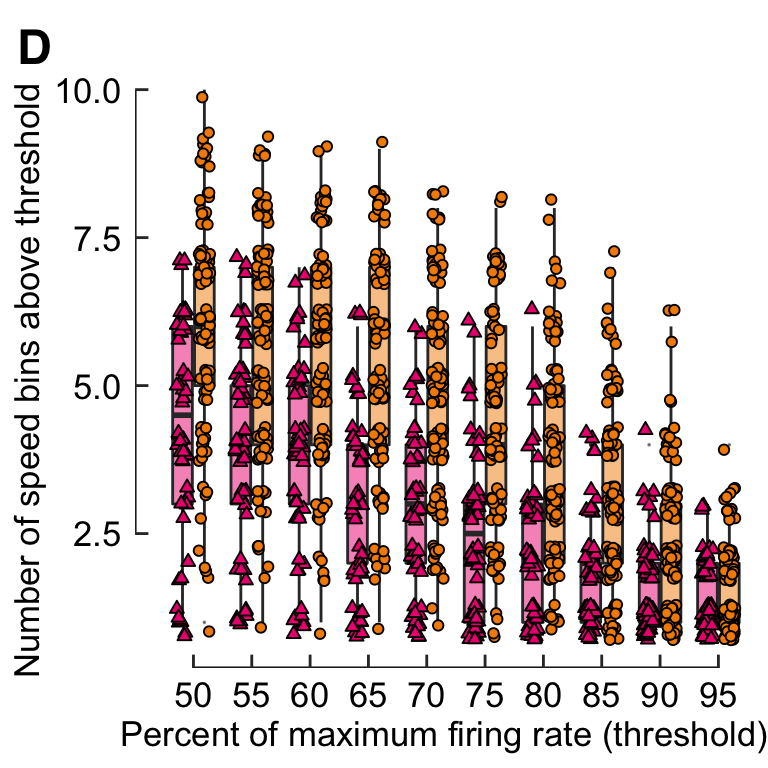 D
Number of speed bins above threshold
10.0
7.5
5.0
2.5
50 55 60 65 70 75 80 85 90 95
Percent of maximum firing rate (threshold)